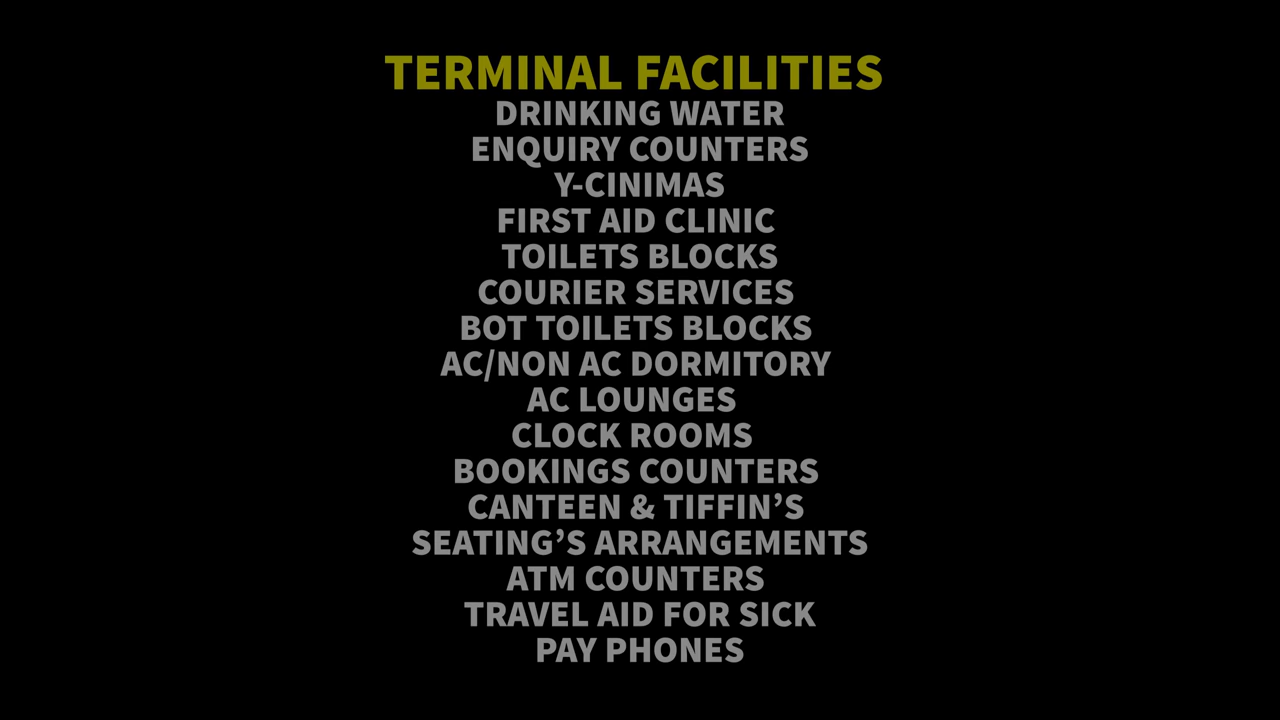 TERMINAL FACILITIES
DRINKING WATER
ENQUIRY COUNTERS
Y-CINIMAS
FIRST AID CLINIC
TOILETS BLOCKS
COURIER SERVICES
BOT TOILETS BLOCKS
AC/NON AC DORMITORY
AC LOUNGES
CLOCK ROOMS
BOOKINGS COUNTERS
CANTEEN & TIFFIN’S
SEATING’S ARRANGEMENTS
ATM COUNTERS
TRAVEL AID FOR SICK
PAY PHONES